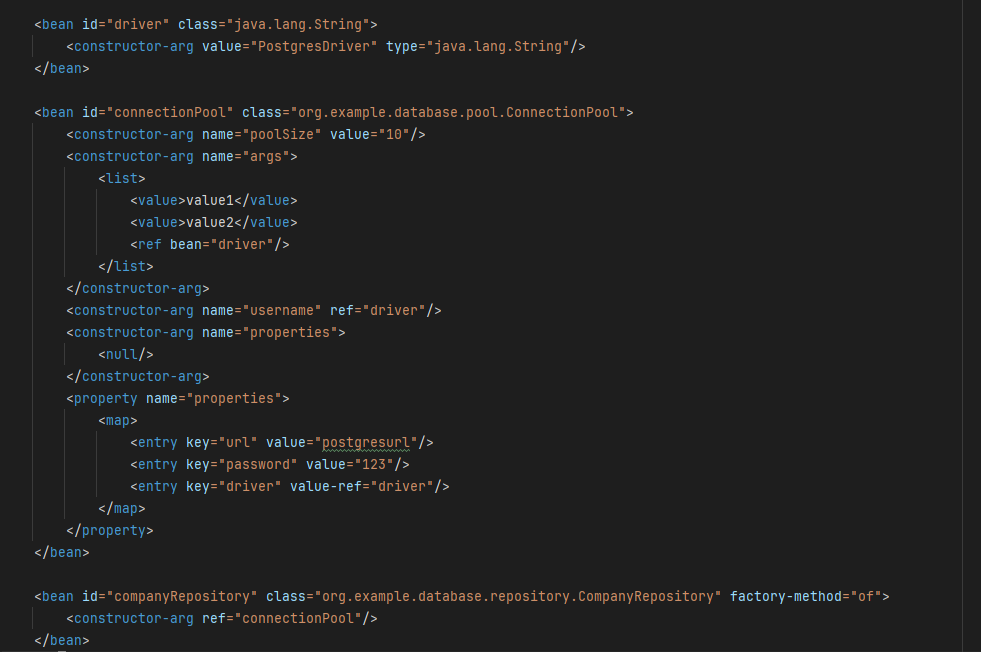 <bean id="driver" class="java.lang.String">
<constructor-arg value="PostgresDriver" type="java.lang.String"/>
</bean>
<bean id="connectionPool" class="org.example.database.pool.ConnectionPool">
<constructor-arg name="poolSize" value="10"/>
<constructor-arg name="args">
<list>
<value>value1</value>
<value>value2</value>
<ref bean="driver"/>
</list>
</constructor-arg>
<constructor-arg name="username" ref="driver"/>
<constructor-arg name="properties">
<null/>
</constructor-arg>
<property name="properties">
<map>
<entry key="url" value="postgresurl"/>
<entry key="password" value="123"/>
<entry key="driver" value-ref="driver"/>
</map>
</property>
</bean>
<bean id="companyRepository" class="org.example.database.repository.CompanyRepository" factory-method="of">
<constructor-arg ref="connectionPool"/>
</bean>